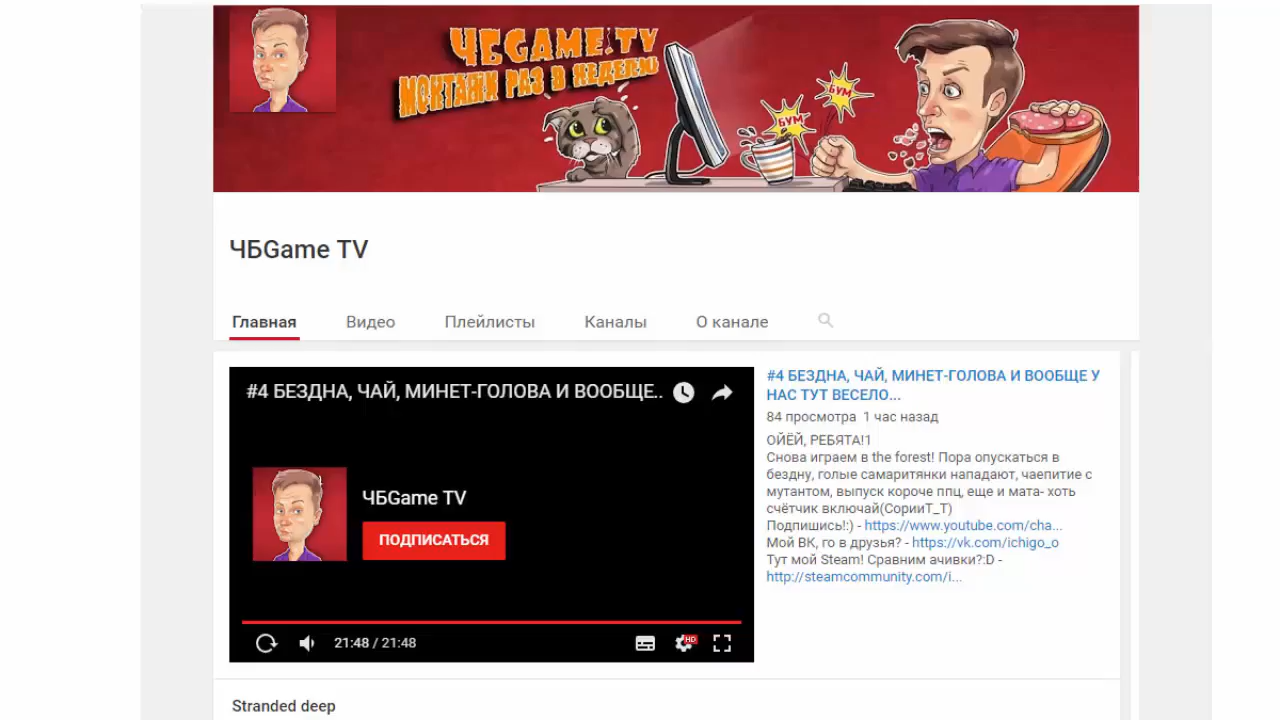 ЧБGAME.TV
МОНТАЖИ РАЗ В НЕДЕЛЮ
БУМ
БУМ
ЧБGame TV
Главная Видео Плейлисты Каналы О канале
#4 БЕЗДНА, ЧАЙ, МИНЕТ-ГОЛОВА И ВООБЩЕ..
ЧБGame TV
ПОДПИСАТЬСЯ
21:48 / 21:48
HD
#4 БЕЗДНА, ЧАЙ, МИНЕТ-ГОЛОВА И ВООБЩЕ У
НАС ТУТ ВЕСЕЛО...
84 просмотра 1 час назад
ОЙЁЙ, РЕБЯТА!1
Снова играем в the forest! Пора опускаться в
бездну, голые самаритянки нападают, чаепитие с
мутантом, выпуск короче ппц, еще и мата- хоть
счётчик включай(СорииТ_Т)
Подпишись!:) - https://www.youtube.com/cha...
Мой ВК, го в друзья? - https://vk.com/ichigo_o
Тут мой Steam! Сравним ачивки?:D -
http://steamcommunity.com/i...
Stranded deep